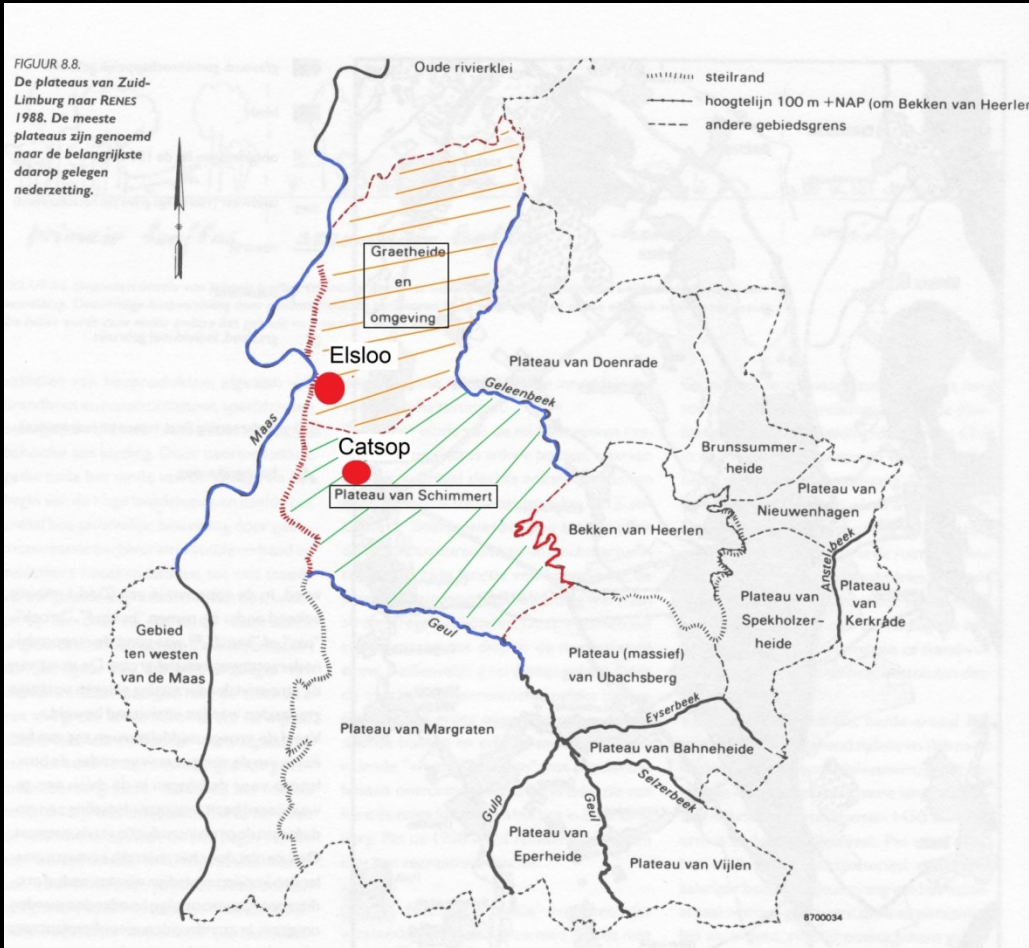 FIGUUR 8.8.
De plateaus van Zuid-
Limburg naar RENES
1988. De meeste
plateaus zijn genoemd
naar de belangrijkste
daarop gelegen
nederzetting.
Oude rivierklei
steilrand
hoogtelijn 100 m +NAP (om Bekken van Heerlen
andere gebiedsgrens
Graetheide
en
omgeving
Elsloo
Maas
Catsop
Plateau van Schimmert
Geleenbeek
Plateau van Doenrade
Brunssummer-
heide
Plateau van
Nieuwenhagen
Bekken van Heerlen
Anstelbeek
Plateau
van
Kerkrade
Plateau van
Spekholzer-
heide
Gebied
ten westen
van de Maas
Geul
Plateau (massief)
van Ubachsberg
Eyserbeek
Plateau van Margraten
Plateau van Bahneheide
Selzerbeek
Gulp
Geul
Plateau van
Eperheide
Plateau van Vijlen
8700034